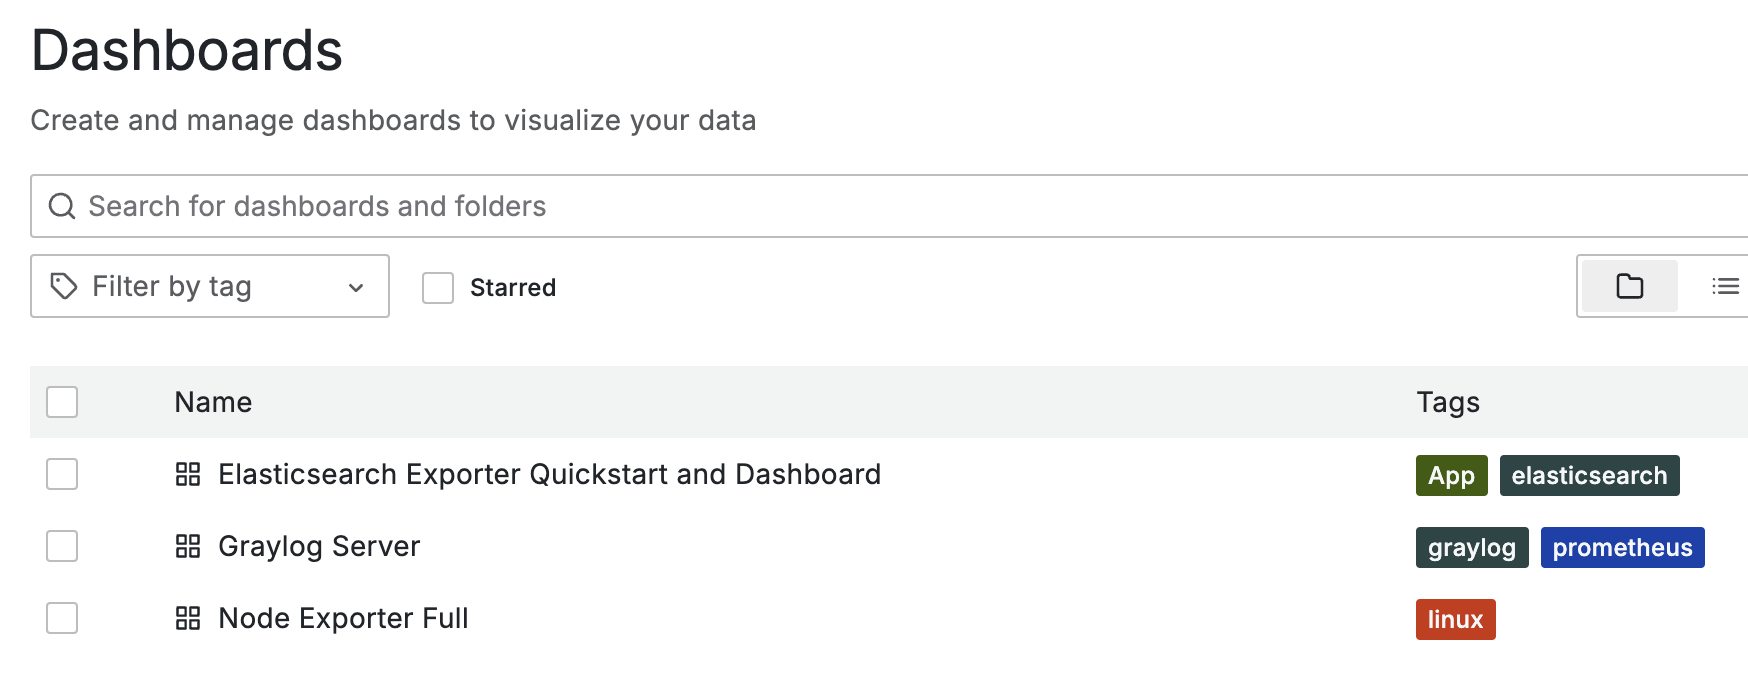 Dashboards
Create and manage dashboards to visualize your data
Search for dashboards and folders
Filter by tag Starred
Name Tags
Elasticsearch Exporter Quickstart and Dashboard App elasticsearch
Graylog Server graylog prometheus
Node Exporter Full linux